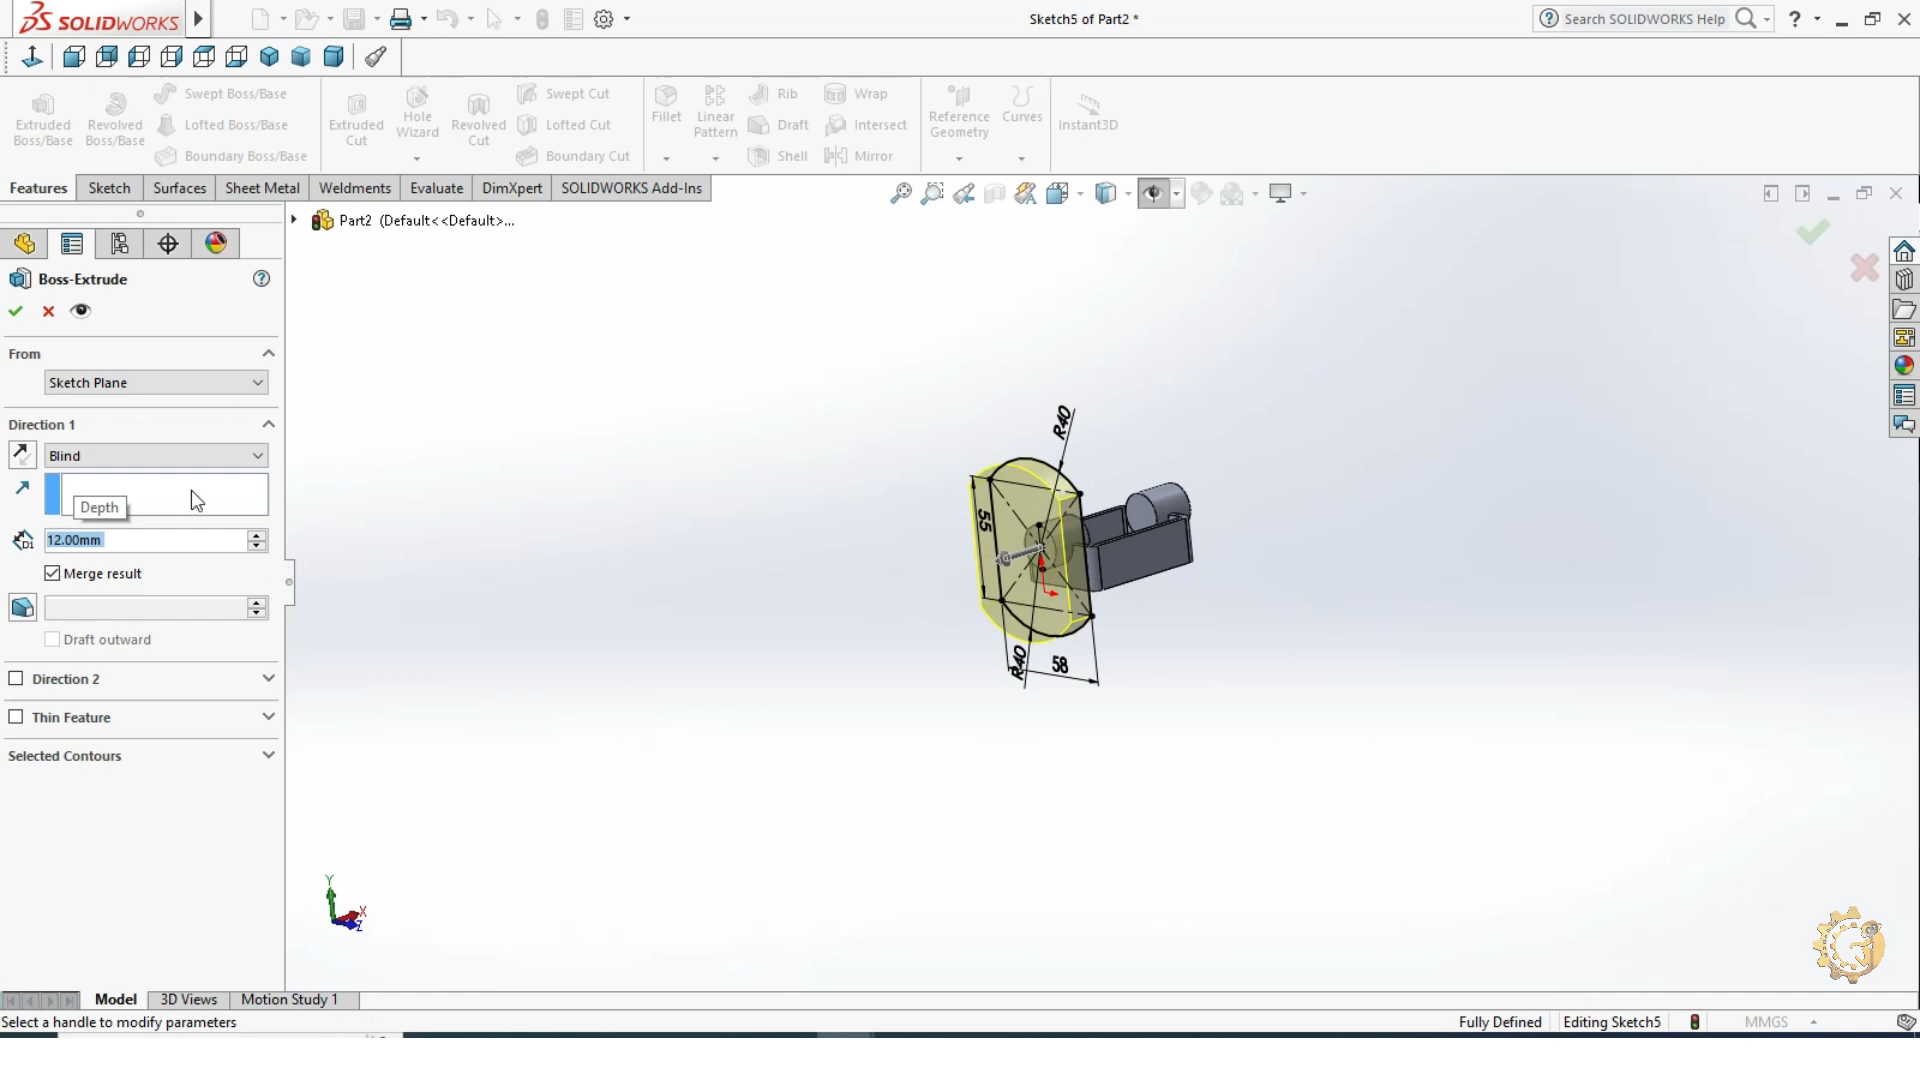 SOLIDWORKS
Sketch5 of Part2 *
Search SOLIDWORKS Help
?
Extruded Boss/Base
Revolved Boss/Base
Swept Boss/Base
Lofted Boss/Base
Boundary Boss/Base
Extruded Cut
Hole Wizard
Revolved Cut
Swept Cut
Lofted Cut
Boundary Cut
Fillet
Linear Pattern
Rib
Draft
Shell
Wrap
Intersect
Mirror
Reference Geometry
Curves
Instant3D
Features
Sketch
Surfaces
Sheet Metal
Weldments
Evaluate
DimXpert
SOLIDWORKS Add-Ins
Part2 (Default<<Default>...
Boss-Extrude
?
From
Sketch Plane
Direction 1
Blind
Depth
D1
12.00mm
Merge result
Draft outward
Direction 2
Thin Feature
Selected Contours
R40
55
R40
58
Y
X
Z
Model
3D Views
Motion Study 1
Select a handle to modify parameters
Fully Defined
Editing Sketch5
MMGS